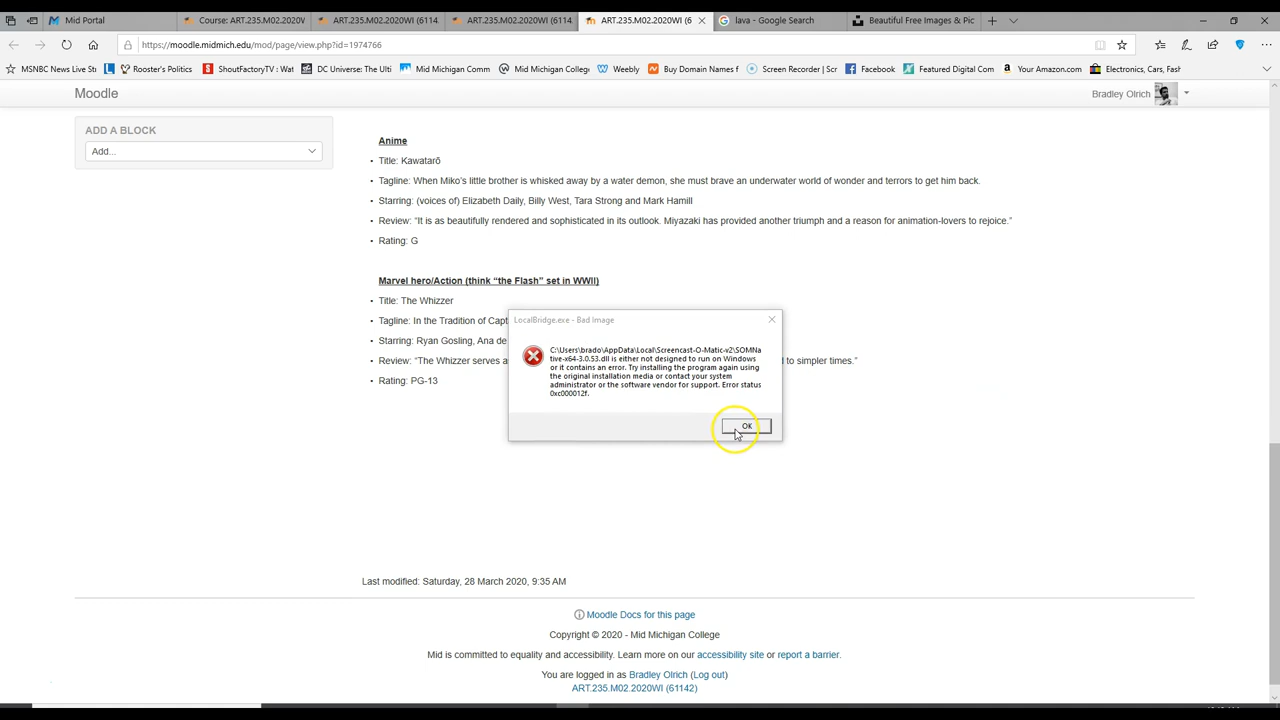 Mid Portal
Course: ART.235.M02.2020W
ART.235.M02.2020WI (61142
ART.235.M02.2020WI (61142
ART.235.M02.2020WI (6
lava - Google Search
Beautiful Free Images & Pic
https://moodle.midmich.edu/mod/page/view.php?id=1974766
MSNBC News Live Str
Rooster's Politics
ShoutFactoryTV : Wat
DC Universe: The Ulti
Mid Michigan Comm
Mid Michigan College
Weebly
Buy Domain Names f
Screen Recorder | Scr
Facebook
Featured Digital Com
Your Amazon.com
Electronics, Cars, Fash
Moodle
Bradley Olrich
ADD A BLOCK
Add...
Anime
• Title: Kawatarō
• Tagline: When Miko's little brother is whisked away by a water demon, she must brave an underwater world of wonder and terrors to get him back.
• Starring: (voices of) Elizabeth Daily, Billy West, Tara Strong and Mark Hamill
• Review: “It is as beautifully rendered and sophisticated in its outlook. Miyazaki has provided another triumph and a reason for animation-lovers to rejoice.”
• Rating: G
Marvel hero/Action (think “the Flash” set in WWII)
• Title: The Whizzer
• Tagline: In the Tradition of Capt
• Starring: Ryan Gosling, Ana de
• Review: “The Whizzer serves a
d to simpler times.”
• Rating: PG-13
LocalBridge.exe - Bad Image
C:\Users\brado\AppData\Local\Screencast-O-Matic-v2\SOMNa
tive-x64-3.0.53.dll is either not designed to run on Windows
or it contains an error. Try installing the program again using
the original installation media or contact your system
administrator or the software vendor for support. Error status
0xc000012f.
OK
Last modified: Saturday, 28 March 2020, 9:35 AM
Moodle Docs for this page
Copyright © 2020 - Mid Michigan College
Mid is committed to equality and accessibility. Learn more on our accessibility site or report a barrier.
You are logged in as Bradley Olrich (Log out)
ART.235.M02.2020WI (61142)